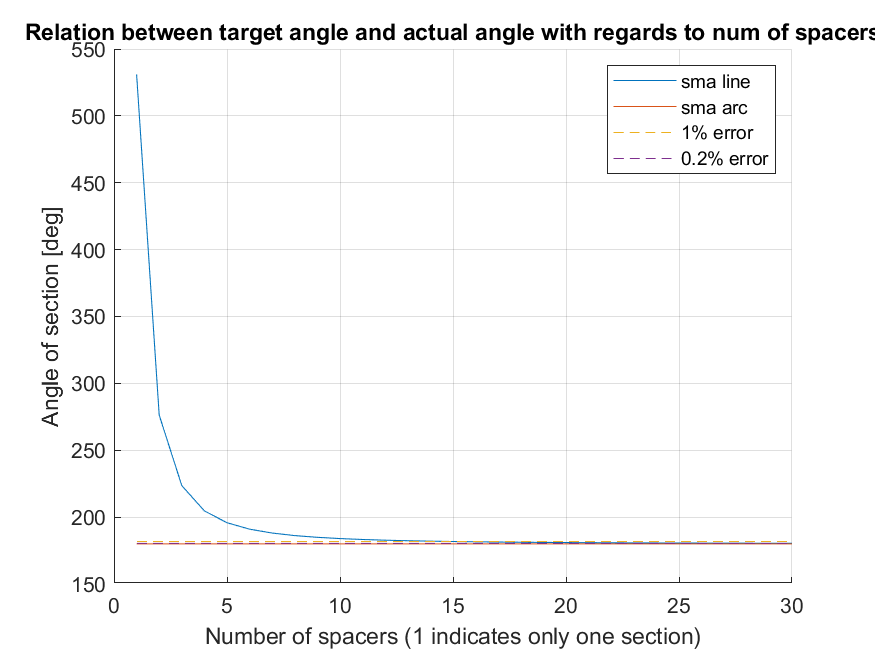 Relation between target angle and actual angle with regards to num of spacers
550
500
450
400
350
300
250
200
150
Angle of section [deg]
sma line
sma arc
1% error
0.2% error
0 5 10 15 20 25 30
Number of spacers (1 indicates only one section)